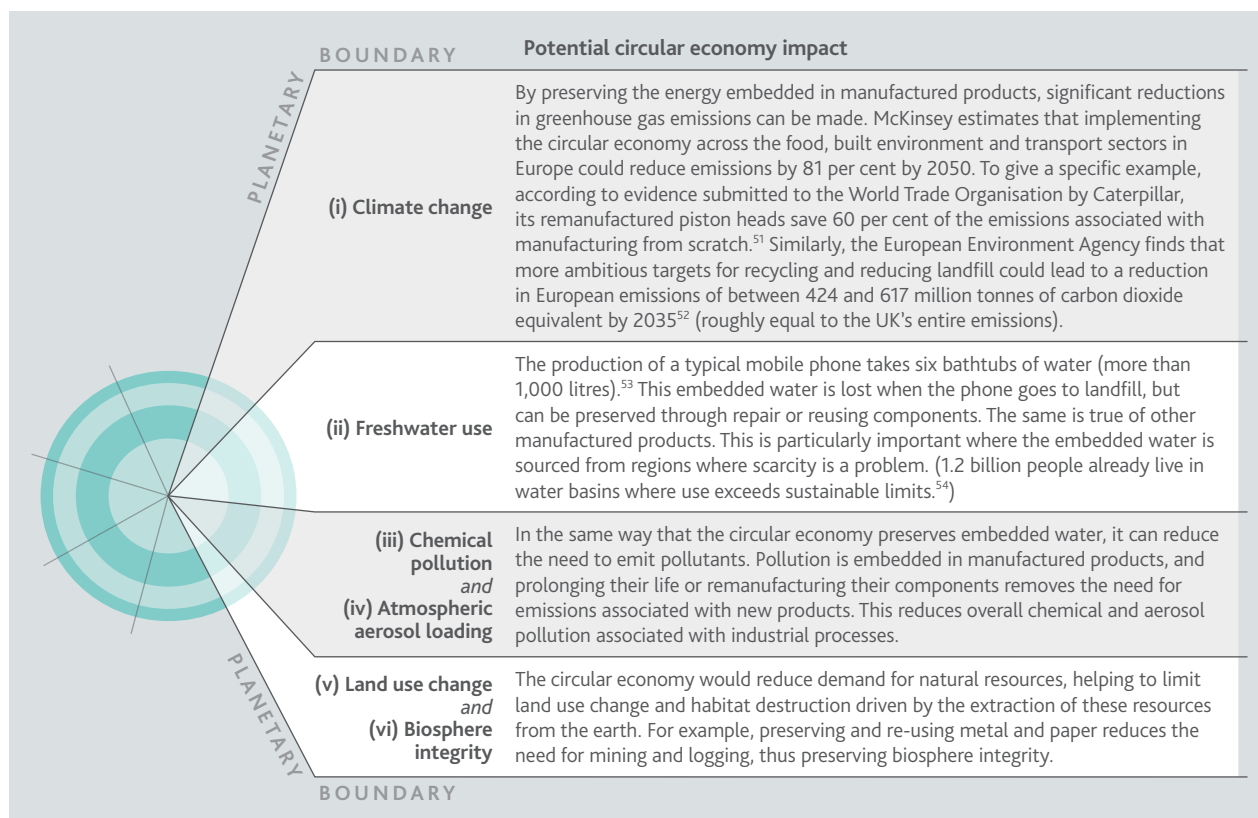 PLANETARY
BOUNDARY
Potential circular economy impact
(i) Climate change
By preserving the energy embedded in manufactured products, significant reductions
in greenhouse gas emissions can be made. McKinsey estimates that implementing
the circular economy across the food, built environment and transport sectors in
Europe could reduce emissions by 81 per cent by 2050. To give a specific example,
according to evidence submitted to the World Trade Organisation by Caterpillar,
its remanufactured piston heads save 60 per cent of the emissions associated with
manufacturing from scratch.51 Similarly, the European Environment Agency finds that
more ambitious targets for recycling and reducing landfill could lead to a reduction
in European emissions of between 424 and 617 million tonnes of carbon dioxide
equivalent by 203552 (roughly equal to the UK's entire emissions).
(ii) Freshwater use
The production of a typical mobile phone takes six bathtubs of water (more than
1,000 litres).53 This embedded water is lost when the phone goes to landfill, but
can be preserved through repair or reusing components. The same is true of other
manufactured products. This is particularly important where the embedded water is
sourced from regions where scarcity is a problem. (1.2 billion people already live in
water basins where use exceeds sustainable limits.54)
(iii) Chemical
pollution
and
(iv) Atmospheric
aerosol loading
In the same way that the circular economy preserves embedded water, it can reduce
the need to emit pollutants. Pollution is embedded in manufactured products, and
prolonging their life or remanufacturing their components removes the need for
emissions associated with new products. This reduces overall chemical and aerosol
pollution associated with industrial processes.
(v) Land use change
and
(vi) Biosphere
integrity
The circular economy would reduce demand for natural resources, helping to limit
land use change and habitat destruction driven by the extraction of these resources
from the earth. For example, preserving and re-using metal and paper reduces the
need for mining and logging, thus preserving biosphere integrity.
PLANETARY
BOUNDARY